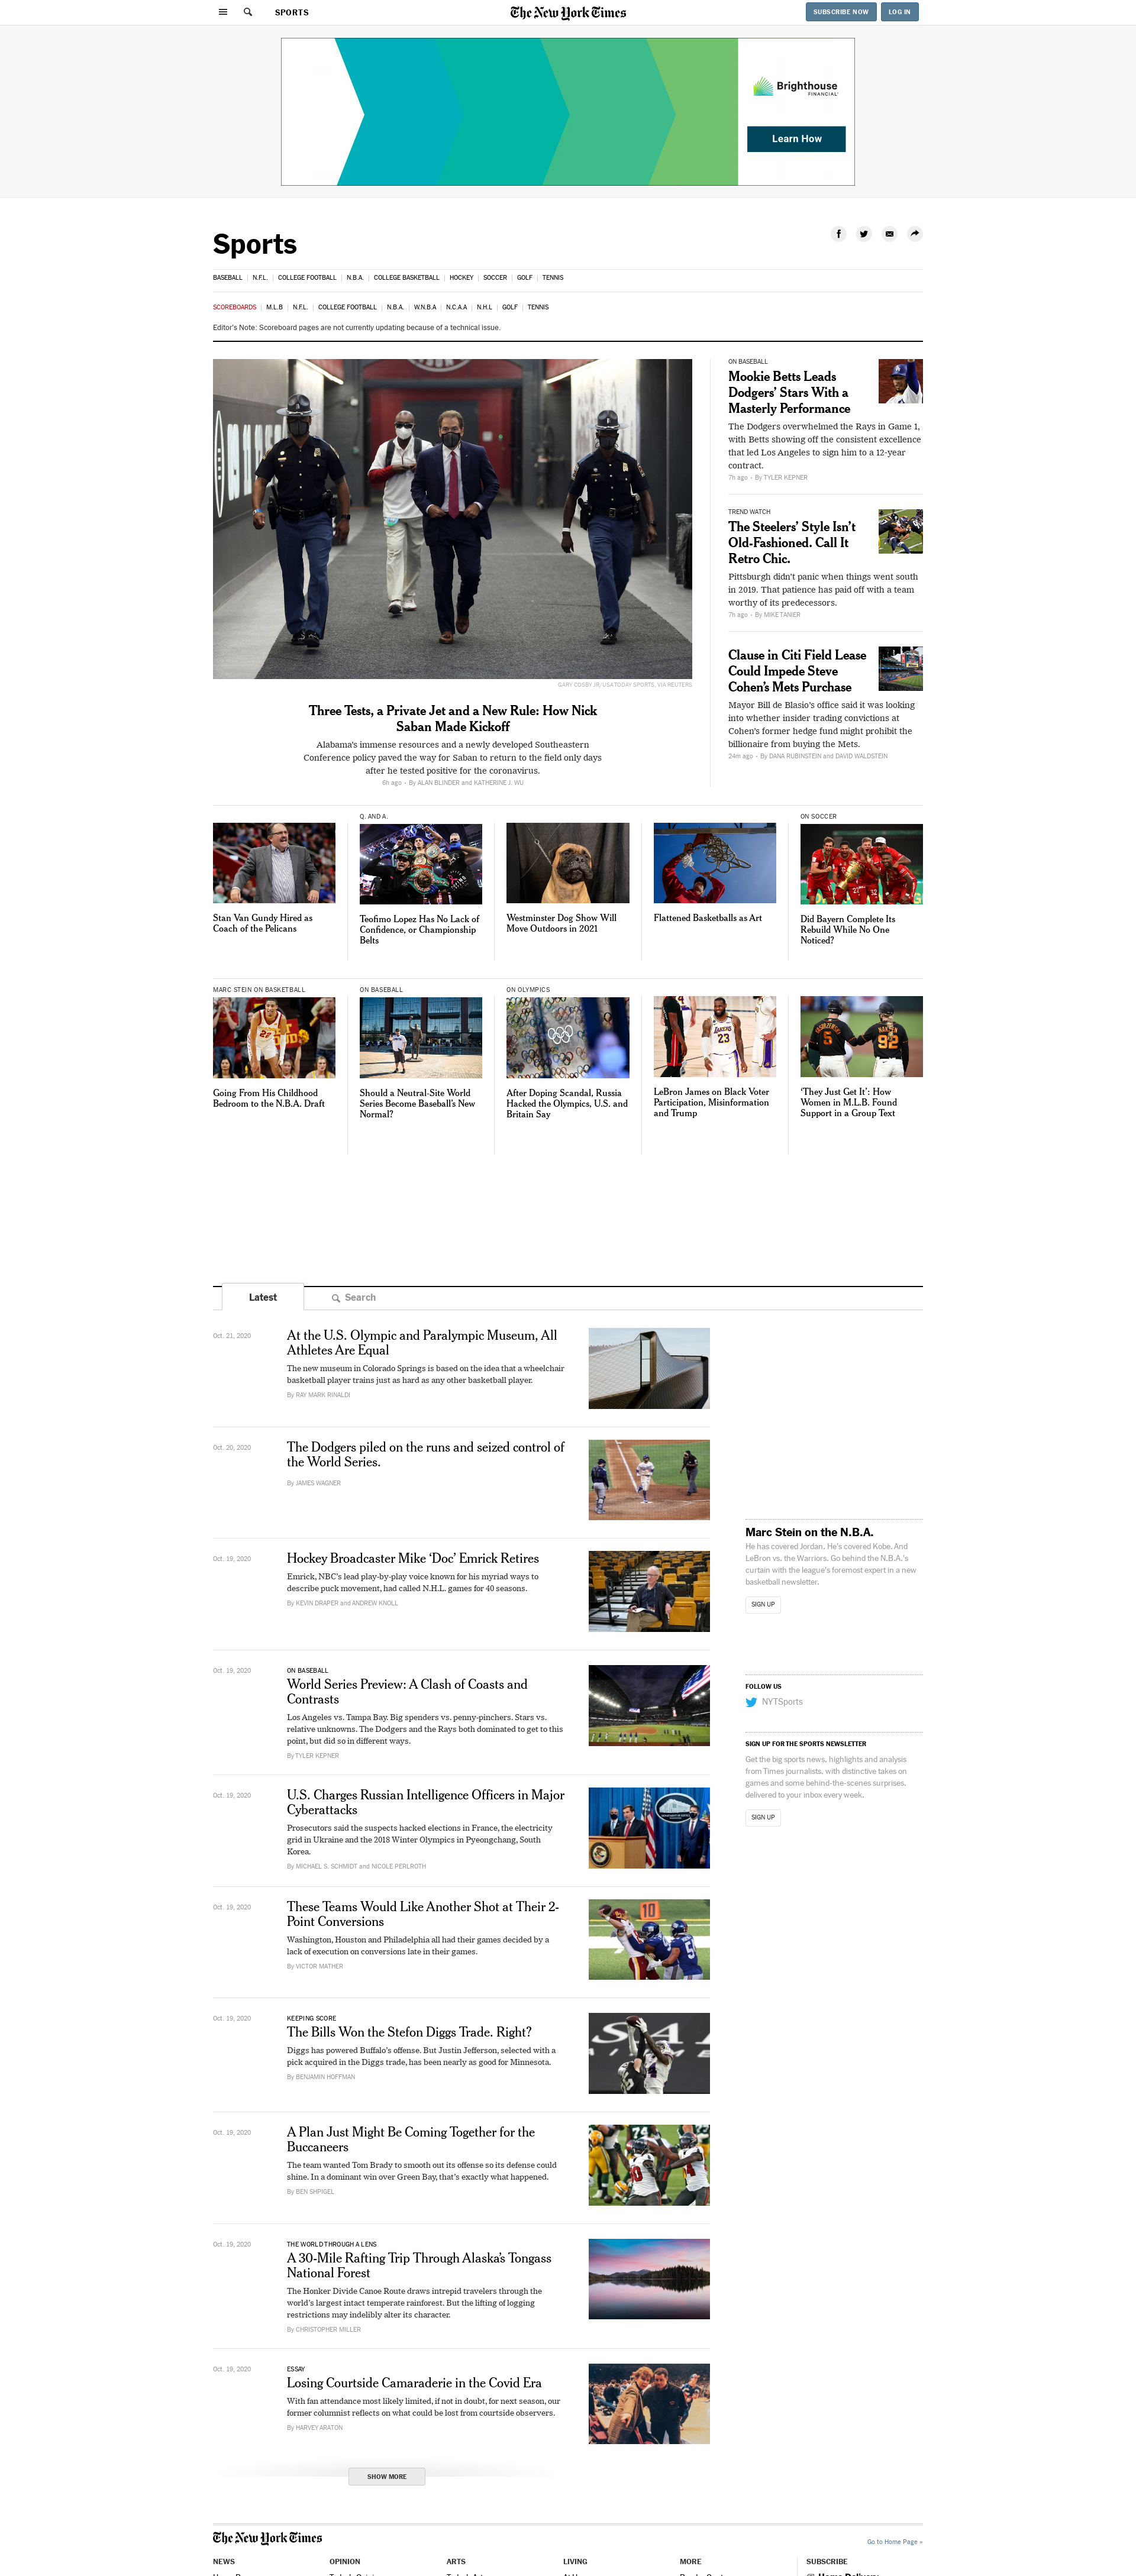 SPORTS
The New York Times
SUBSCRIBE NOW
LOG IN
Brighthouse
FINANCIAL
Learn How
Sports
BASEBALL | N.F.L. | COLLEGE FOOTBALL | N.B.A. | COLLEGE BASKETBALL | HOCKEY | SOCCER | GOLF | TENNIS
SCOREBOARDS | M.L.B | N.F.L. | COLLEGE FOOTBALL | N.B.A. | W.N.B.A | N.C.A.A | N.H.L | GOLF | TENNIS
Editor's Note: Scoreboard pages are not currently updating because of a technical issue.
GARY COSBY JR/USA TODAY SPORTS, VIA REUTERS
Three Tests, a Private Jet and a New Rule: How Nick
Saban Made Kickoff
Alabama's immense resources and a newly developed Southeastern
Conference policy paved the way for Saban to return to the field only days
after he tested positive for the coronavirus.
6h ago • By ALAN BLINDER and KATHERINE J. WU
ON BASEBALL
Mookie Betts Leads
Dodgers' Stars With a
Masterly Performance
The Dodgers overwhelmed the Rays in Game 1,
with Betts showing off the consistent excellence
that led Los Angeles to sign him to a 12-year
contract.
7h ago • By TYLER KEPNER
TREND WATCH
The Steelers' Style Isn't
Old-Fashioned. Call It
Retro Chic.
Pittsburgh didn't panic when things went south
in 2019. That patience has paid off with a team
worthy of its predecessors.
7h ago • By MIKE TANIER
Clause in Citi Field Lease
Could Impede Steve
Cohen's Mets Purchase
Mayor Bill de Blasio's office said it was looking
into whether insider trading convictions at
Cohen's former hedge fund might prohibit the
billionaire from buying the Mets.
24m ago • By DANA RUBINSTEIN and DAVID WALDSTEIN
Stan Van Gundy Hired as
Coach of the Pelicans
Q. AND A.
Teofimo Lopez Has No Lack of
Confidence, or Championship
Belts
Westminster Dog Show Will
Move Outdoors in 2021
Flattened Basketballs as Art
ON SOCCER
Did Bayern Complete Its
Rebuild While No One
Noticed?
MARC STEIN ON BASKETBALL
Going From His Childhood
Bedroom to the N.B.A. Draft
ON BASEBALL
Should a Neutral-Site World
Series Become Baseball's New
Normal?
ON OLYMPICS
After Doping Scandal, Russia
Hacked the Olympics, U.S. and
Britain Say
LeBron James on Black Voter
Participation, Misinformation
and Trump
'They Just Get It': How
Women in M.L.B. Found
Support in a Group Text
Latest
Search
Oct. 21, 2020
At the U.S. Olympic and Paralympic Museum, All
Athletes Are Equal
The new museum in Colorado Springs is based on the idea that a wheelchair
basketball player trains just as hard as any other basketball player.
By RAY MARK RINALDI
Oct. 20, 2020
The Dodgers piled on the runs and seized control of
the World Series.
By JAMES WAGNER
Oct. 19, 2020
Hockey Broadcaster Mike 'Doc' Emrick Retires
Emrick, NBC's lead play-by-play voice known for his myriad ways to
describe puck movement, had called N.H.L. games for 40 seasons.
By KEVIN DRAPER and ANDREW KNOLL
Oct. 19, 2020
ON BASEBALL
World Series Preview: A Clash of Coasts and
Contrasts
Los Angeles vs. Tampa Bay. Big spenders vs. penny-pinchers. Stars vs.
relative unknowns. The Dodgers and the Rays both dominated to get to this
point, but did so in different ways.
By TYLER KEPNER
Oct. 19, 2020
U.S. Charges Russian Intelligence Officers in Major
Cyberattacks
Prosecutors said the suspects hacked elections in France, the electricity
grid in Ukraine and the 2018 Winter Olympics in Pyeongchang, South
Korea.
By MICHAEL S. SCHMIDT and NICOLE PERLROTH
Oct. 19, 2020
These Teams Would Like Another Shot at Their 2-
Point Conversions
Washington, Houston and Philadelphia all had their games decided by a
lack of execution on conversions late in their games.
By VICTOR MATHER
Oct. 19, 2020
KEEPING SCORE
The Bills Won the Stefon Diggs Trade. Right?
Diggs has powered Buffalo's offense. But Justin Jefferson, selected with a
pick acquired in the Diggs trade, has been nearly as good for Minnesota.
By BENJAMIN HOFFMAN
Oct. 19, 2020
A Plan Just Might Be Coming Together for the
Buccaneers
The team wanted Tom Brady to smooth out its offense so its defense could
shine. In a dominant win over Green Bay, that's exactly what happened.
By BEN SHPIGEL
Oct. 19, 2020
THE WORLD THROUGH A LENS
A 30-Mile Rafting Trip Through Alaska's Tongass
National Forest
The Honker Divide Canoe Route draws intrepid travelers through the
world's largest intact temperate rainforest. But the lifting of logging
restrictions may indelibly alter its character.
By CHRISTOPHER MILLER
Oct. 19, 2020
ESSAY
Losing Courtside Camaraderie in the Covid Era
With fan attendance most likely limited, if not in doubt, for next season, our
former columnist reflects on what could be lost from courtside observers.
By HARVEY ARATON
SHOW MORE
Marc Stein on the N.B.A.
He has covered Jordan. He's covered Kobe. And
LeBron vs. the Warriors. Go behind the N.B.A.'s
curtain with the league's foremost expert in a new
basketball newsletter.
SIGN UP
FOLLOW US
NYTSports
SIGN UP FOR THE SPORTS NEWSLETTER
Get the big sports news, highlights and analysis
from Times journalists, with distinctive takes on
games and some behind-the-scenes surprises,
delivered to your inbox every week.
SIGN UP
The New York Times
Go to Home Page »
NEWS
OPINION
ARTS
LIVING
MORE
SUBSCRIBE